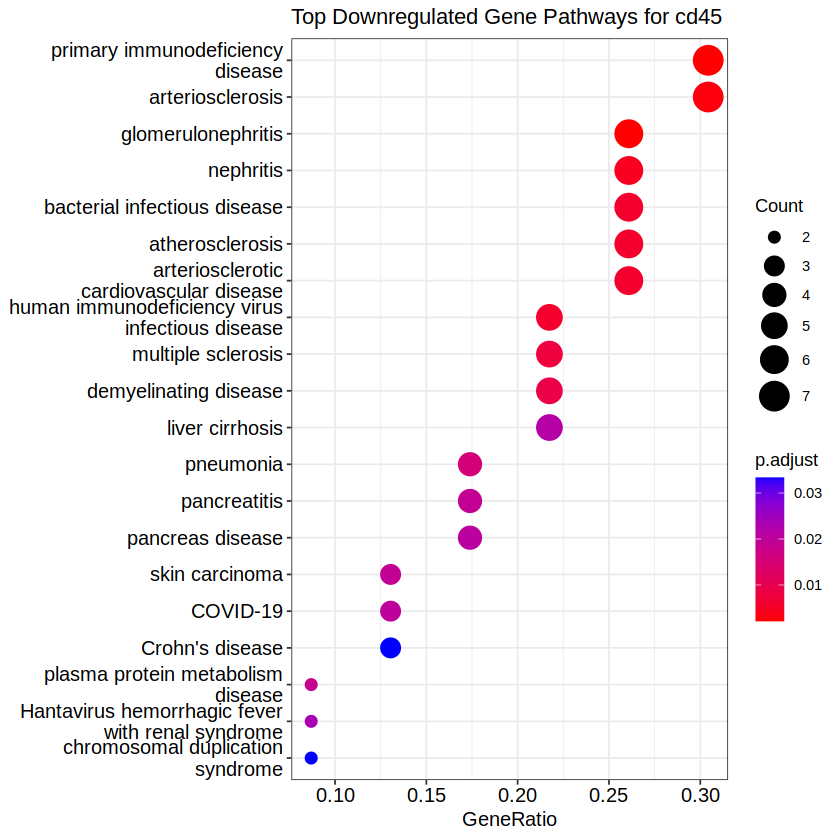 Top Downregulated Gene Pathways for cd45
primary immunodeficiency
disease
arteriosclerosis
glomerulonephritis
nephritis
bacterial infectious disease
atherosclerosis
arteriosclerotic
cardiovascular disease
human immunodeficiency virus
infectious disease
multiple sclerosis
demyelinating disease
liver cirrhosis
pneumonia
pancreatitis
pancreas disease
skin carcinoma
COVID-19
Crohn's disease
plasma protein metabolism
disease
Hantavirus hemorrhagic fever
with renal syndrome
chromosomal duplication
syndrome
0.10 0.15 0.20 0.25 0.30
GeneRatio
Count
2
3
4
5
6
7
p.adjust
0.03
0.02
0.01